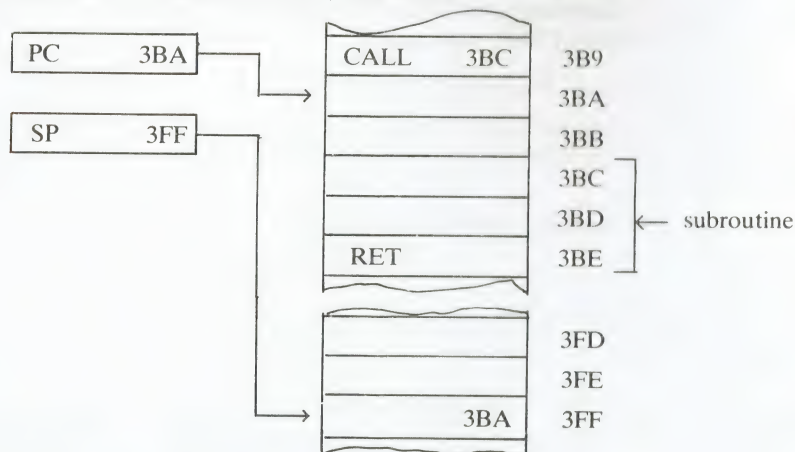 PC 3BA
CALL 3BC 3B9
3BA
SP 3FF
3BB
3BC
3BD
subroutine
RET 3BE
3FD
3FE
3BA 3FF